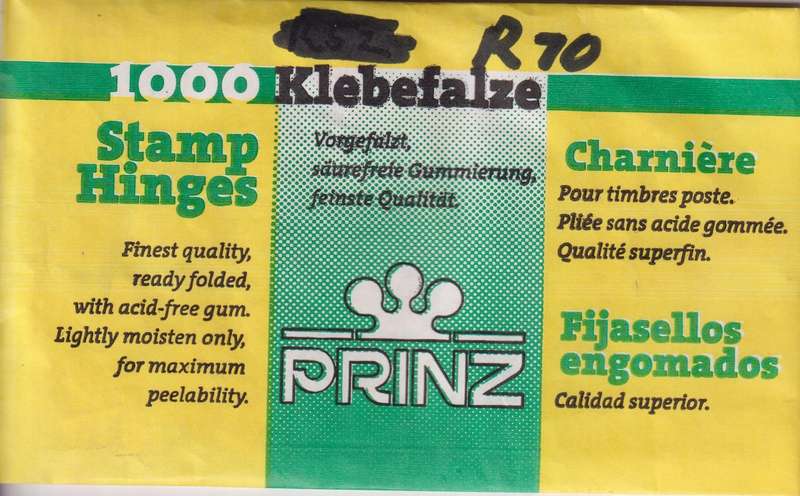 R 70
1000 Klebefalze
Stamp
Hinges
Finest quality,
ready folded,
with acid-free gum.
Lightly moisten only,
for maximum
peelability.
Vorgefalzt,
säurefreie Gummierung,
feinste Qualität.
PRINZ
Charnière
Pour timbres poste.
Pliée sans acide gommée.
Qualité superfin.
Fijasellos
engomados
Calidad superior.